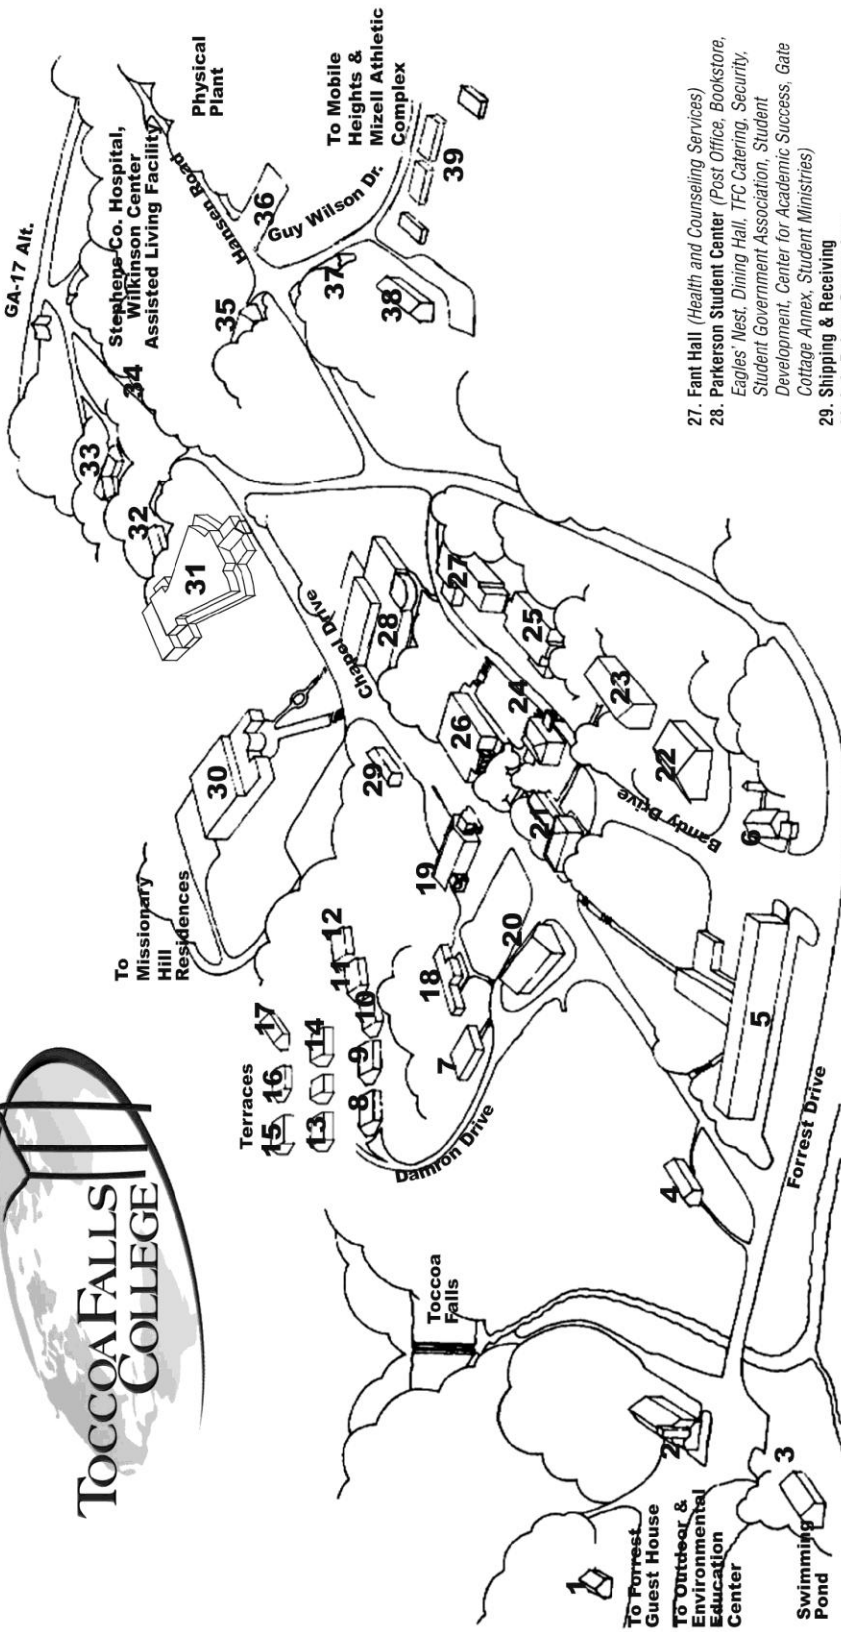 TOCCOA FALLS
COLLEGE
GA-17 Alt.
Stephens Co. Hospital,
Wilkinson Center
Assisted Living Facility
Physical
Plant
To Mobile
Heights &
Mizell Athletic
Complex
Hansen Road
Guy Wilson Dr.
Chapel Drive
To
Missionary
Hill
Residences
Terraces
Damron Drive
Bandy Drive
Forrest Drive
Toccoa
Falls
To Forrest
Guest House
To Outdoor &
Environmental
Education
Center
Swimming
Pond
1
2
3
4
5
6
7
8
9
10
11
12
13
14
15
16
17
18
19
20
21
22
23
24
25
26
27
28
29
30
31
32
33
34
35
36
37
38
39
27. Fant Hall (Health and Counseling Services)
28. Parkerson Student Center (Post Office, Bookstore,
Eagles' Nest, Dining Hall, TFC Catering, Security,
Student Government Association, Student
Development, Center for Academic Success, Gate
Cottage Annex, Student Ministries)
29. Shipping & Receiving